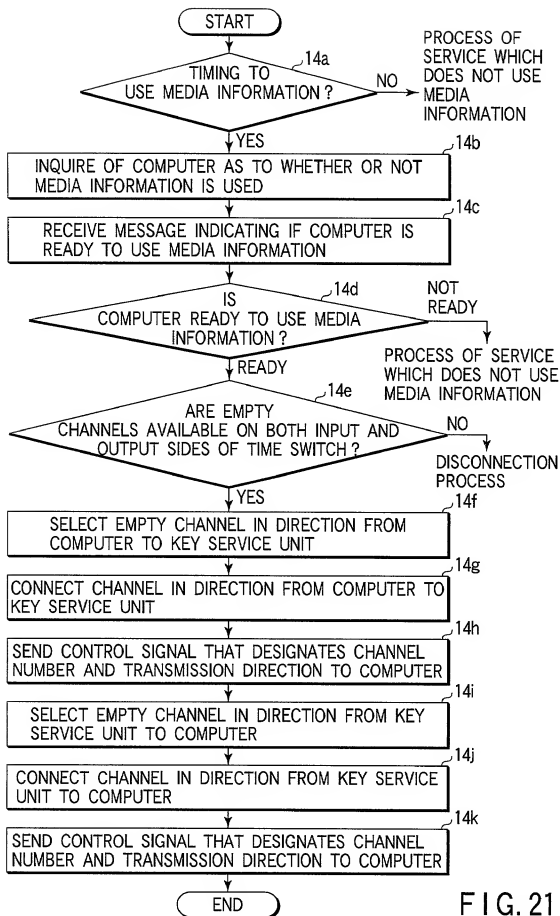 START
14a
TIMING TO
USE MEDIA INFORMATION?
NO
PROCESS OF
SERVICE WHICH
DOES NOT USE
MEDIA
INFORMATION
YES
14b
INQUIRE OF COMPUTER AS TO WHETHER OR NOT
MEDIA INFORMATION IS USED
14c
RECEIVE MESSAGE INDICATING IF COMPUTER IS
READY TO USE MEDIA INFORMATION
14d
IS
COMPUTER READY TO USE MEDIA
INFORMATION?
NOT
READY
PROCESS OF SERVICE
WHICH DOES NOT USE
MEDIA INFORMATION
READY
14e
ARE EMPTY
CHANNELS AVAILABLE ON BOTH INPUT AND
OUTPUT SIDES OF TIME SWITCH?
NO
DISCONNECTION
PROCESS
YES
14f
SELECT EMPTY CHANNEL IN DIRECTION FROM
COMPUTER TO KEY SERVICE UNIT
14g
CONNECT CHANNEL IN DIRECTION FROM COMPUTER TO
KEY SERVICE UNIT
14h
SEND CONTROL SIGNAL THAT DESIGNATES CHANNEL
NUMBER AND TRANSMISSION DIRECTION TO COMPUTER
14i
SELECT EMPTY CHANNEL IN DIRECTION FROM KEY
SERVICE UNIT TO COMPUTER
14j
CONNECT CHANNEL IN DIRECTION FROM KEY SERVICE
UNIT TO COMPUTER
14k
SEND CONTROL SIGNAL THAT DESIGNATES CHANNEL
NUMBER AND TRANSMISSION DIRECTION TO COMPUTER
END
FIG. 21